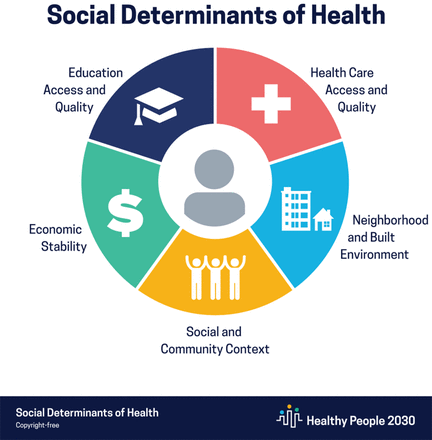 Social Determinants of Health
Education
Access and
Quality
Health Care
Access and
Quality
$
Economic
Stability
Neighborhood
and Built
Environment
Social and
Community Context
Social Determinants of Health
Copyright-free
Healthy People 2030